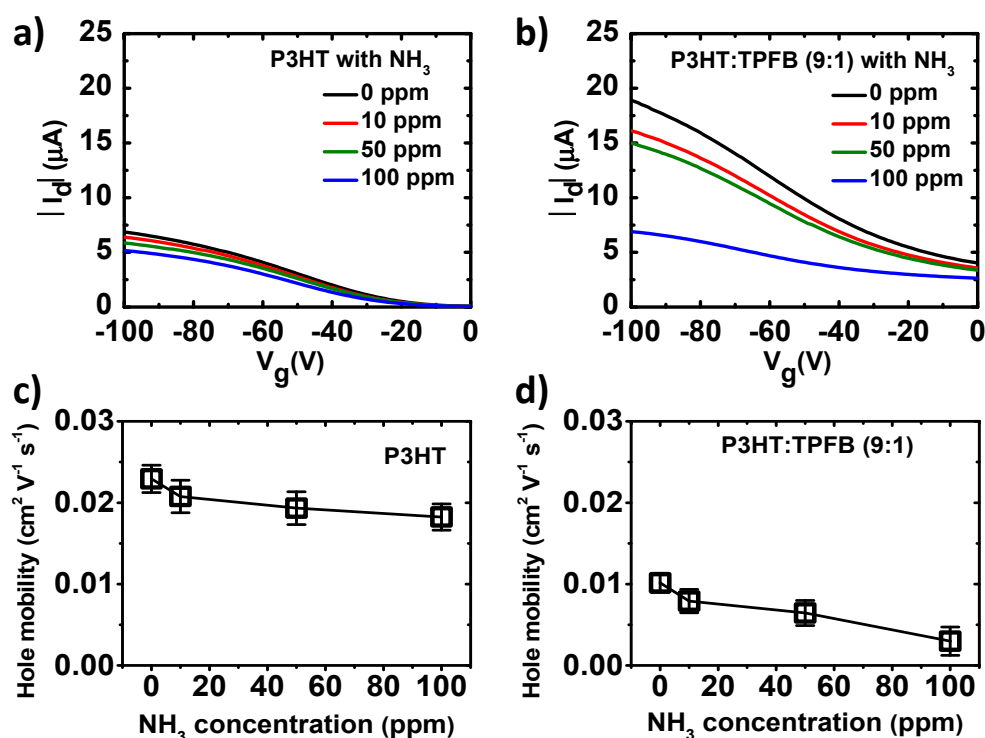 a)
P3HT with NH₃
0 ppm
10 ppm
50 ppm
100 ppm
25
20
15
10
5
0
| I_d| (μA)
-100 -80 -60 -40 -20 0
V_g(V)
b)
P3HT:TPFB (9:1) with NH₃
0 ppm
10 ppm
50 ppm
100 ppm
25
20
15
10
5
0
| I_d| (μA)
-100 -80 -60 -40 -20 0
V_g(V)
c)
P3HT
0.03
0.02
0.01
0.00
Hole mobility (cm² V⁻¹ s⁻¹)
0 20 40 60 80 100
NH₃ concentration (ppm)
d)
P3HT:TPFB (9:1)
0.03
0.02
0.01
0.00
Hole mobility (cm² V⁻¹ s⁻¹)
0 20 40 60 80 100
NH₃ concentration (ppm)